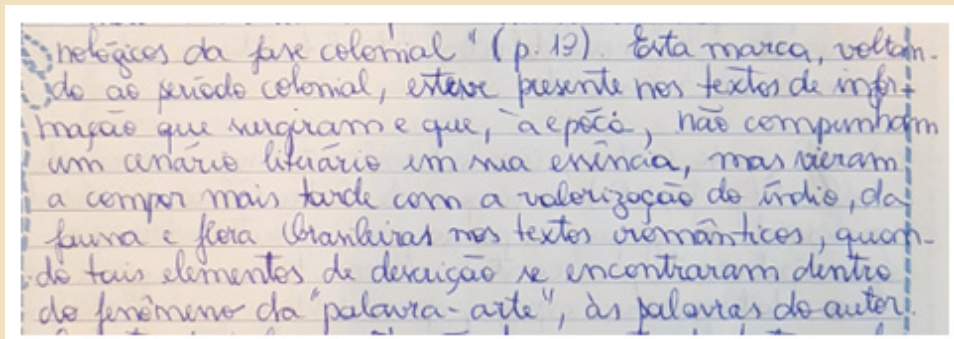 nológicos da fase colonial" (p. 19). Esta marca, voltan-
do ao período colonial, esteve presente nos textos de infor-
mação que surgiram e que, à época, não compunham
um cenário literário em sua essência, mas vieram
a compor mais tarde com a valorização do índio, da
fauna e flora brasileiras nos textos românticos, quan-
do tais elementos de descrição se encontraram dentro
do fenômeno da "palavra-arte", às palavras do autor.